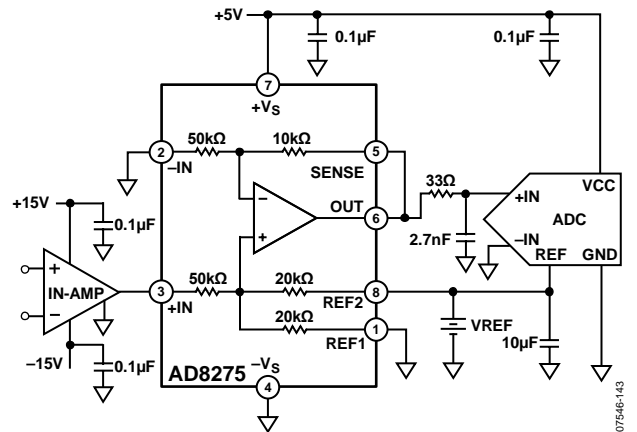 +5V
0.1µF
0.1µF
7
+VS
50kΩ
10kΩ
2
–IN
5
SENSE
33Ω
VCC
+IN
ADC
–IN
REF
GND
+15V
0.1µF
–
+
OUT
6
2.7nF
+
IN-AMP
–
3
+IN
50kΩ
20kΩ
REF2
8
20kΩ
REF1
1
VREF
10µF
–15V
0.1µF
AD8275
–VS
4
07546-143